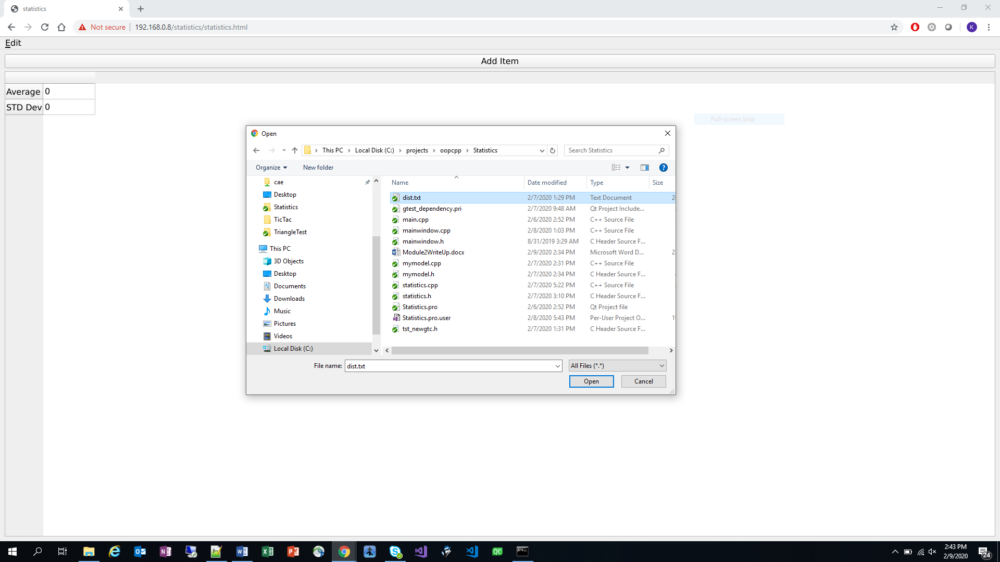 statistics
Not secure 192.168.0.8/statistics/statistics.html
K
Edit
Add Item
Average 0
STD Dev 0
Full-screen Snip
Open
This PC Local Disk (C:) projects oopcpp Statistics Search Statistics
Organize New folder
cae
Desktop
Statistics
TicTac
TriangleTest
This PC
3D Objects
Desktop
Documents
Downloads
Music
Pictures
Videos
Local Disk (C:)
Name Date modified Type Size
dist.txt 2/7/2020 1:29 PM Text Document
gtest_dependency.pri 2/7/2020 9:48 AM Qt Project Include...
main.cpp 2/6/2020 2:52 PM C++ Source File
mainwindow.cpp 2/8/2020 1:03 PM C++ Source File
mainwindow.h 8/31/2019 3:29 AM C Header Source F...
Module2WriteUp.docx 2/9/2020 2:34 PM Microsoft Word D...
mymodel.cpp 2/7/2020 2:31 PM C++ Source File
mymodel.h 2/7/2020 2:34 PM C Header Source F...
statistics.cpp 2/7/2020 5:22 PM C++ Source File
statistics.h 2/7/2020 3:10 PM C Header Source F...
Statistics.pro 2/6/2020 2:52 PM Qt Project file
Statistics.pro.user 2/8/2020 5:43 PM Per-User Project O...
tst_newgtc.h 2/7/2020 1:31 PM C Header Source F...
File name: dist.txt All Files (*.*)
Open Cancel
QC
2:43 PM
2/9/2020
24